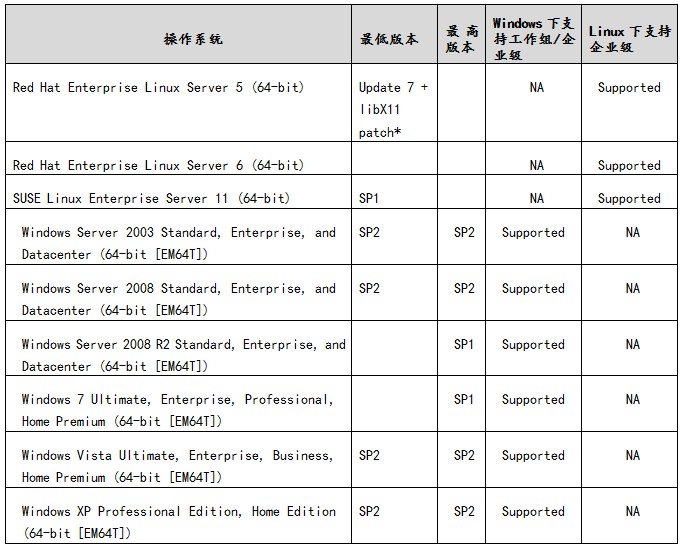 操作系统
最低版本
最 高
版本
Windows 下支
持工作组/企
业级
Linux 下支持
企业级
Red Hat Enterprise Linux Server 5 (64-bit)
Update 7 +
libX11
patch*
NA
Supported
Red Hat Enterprise Linux Server 6 (64-bit)
NA
Supported
SUSE Linux Enterprise Server 11 (64-bit)
SP1
NA
Supported
Windows Server 2003 Standard, Enterprise, and
Datacenter (64-bit [EM64T])
SP2
SP2
Supported
NA
Windows Server 2008 Standard, Enterprise, and
Datacenter (64-bit [EM64T])
SP2
SP2
Supported
NA
Windows Server 2008 R2 Standard, Enterprise, and
Datacenter (64-bit [EM64T])
SP1
Supported
NA
Windows 7 Ultimate, Enterprise, Professional,
Home Premium (64-bit [EM64T])
SP1
Supported
NA
Windows Vista Ultimate, Enterprise, Business,
Home Premium (64-bit [EM64T])
SP2
SP2
Supported
NA
Windows XP Professional Edition, Home Edition
(64-bit [EM64T])
SP2
SP2
Supported
NA